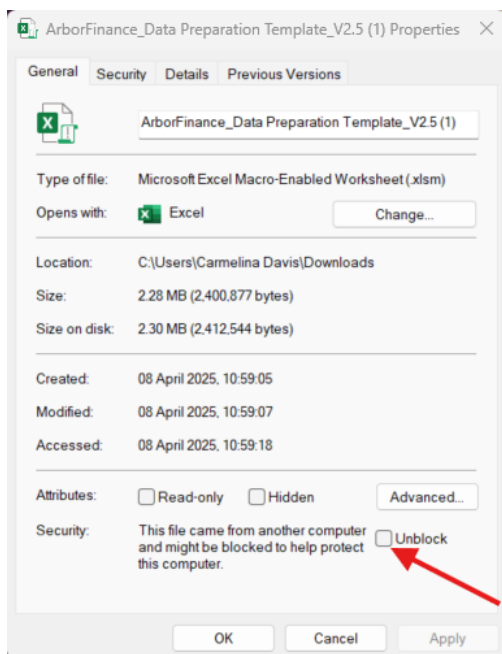 ArborFinance_Data Preparation Template_V2.5 (1) Properties
General Security Details Previous Versions
ArborFinance_Data Preparation Template_V2.5 (1)
Type of file: Microsoft Excel Macro-Enabled Worksheet (.xlsm)
Opens with: Excel Change...
Location: C:\Users\Carmelina Davis\Downloads
Size: 2.28 MB (2,400,877 bytes)
Size on disk: 2.30 MB (2,412,544 bytes)
Created: 08 April 2025, 10:59:05
Modified: 08 April 2025, 10:59:07
Accessed: 08 April 2025, 10:59:18
Attributes: Read-only Hidden Advanced...
Security: This file came from another computer
and might be blocked to help protect
this computer.
Unblock
OK Cancel Apply